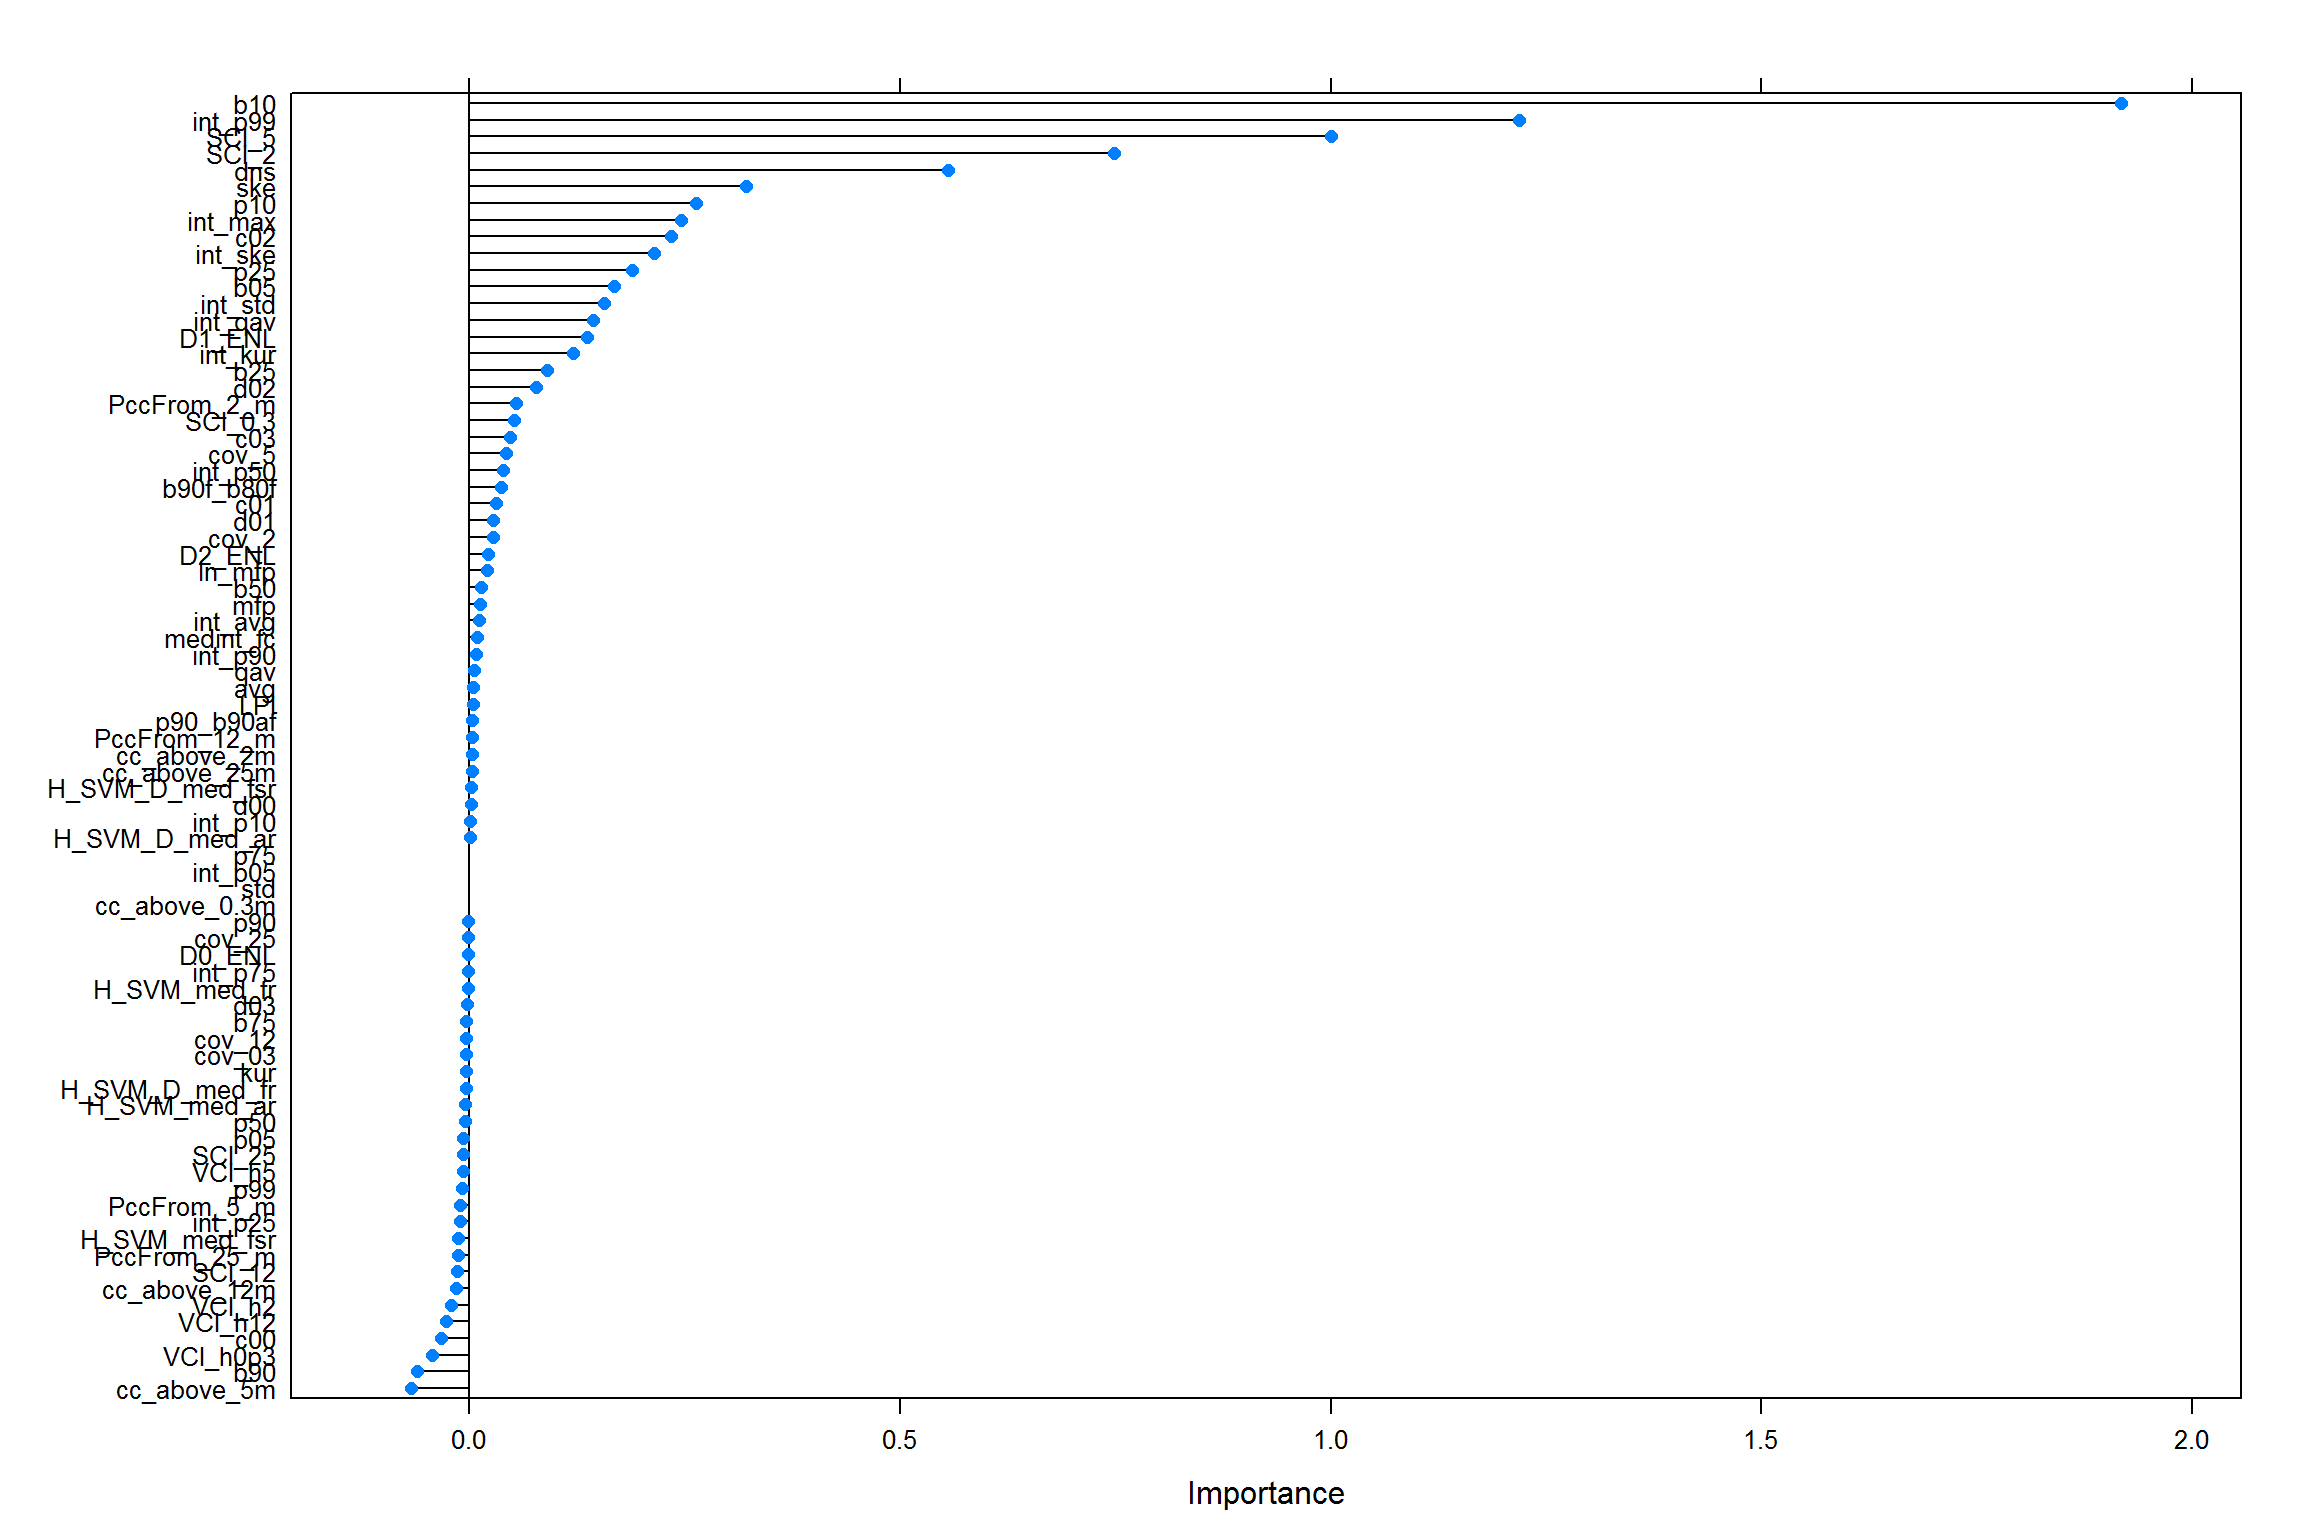 b10
int_p99
SCI_5
SCI_2
dns
ske
p10
int_max
c02
int_ske
p25
b05
int_std
int_qav
D1_ENL
int_kur
b25
d02
PccFrom_2_m
SCI_0.3
c03
cov_5
int_p50
b90f_b80f
c01
d01
cov_2
D2_ENL
ln_mfp
b50
mfp
int_avg
medint_fc
int_p90
qav
avg
LPI
p90_b90af
PccFrom_12_m
cc_above_2m
cc_above_25m
H_SVM_D_med_fsr
d00
int_p10
H_SVM_D_med_ar
p75
int_b05
std
cc_above_0.3m
p90
cov_25
D0_ENL
int_p75
H_SVM_med_fr
d03
b75
cov_12
cov_03
kur
H_SVM_D_med_fr
H_SVM_med_ar
p50
b05
SCI_25
VCI_h5
p99
PccFrom_5_m
int_p25
H_SVM_med_fsr
PccFrom_25_m
SCI_12
cc_above_12m
VCI_h2
VCI_h12
c00
VCI_h0p3
b90
cc_above_5m
0.0 0.5 1.0 1.5 2.0
Importance